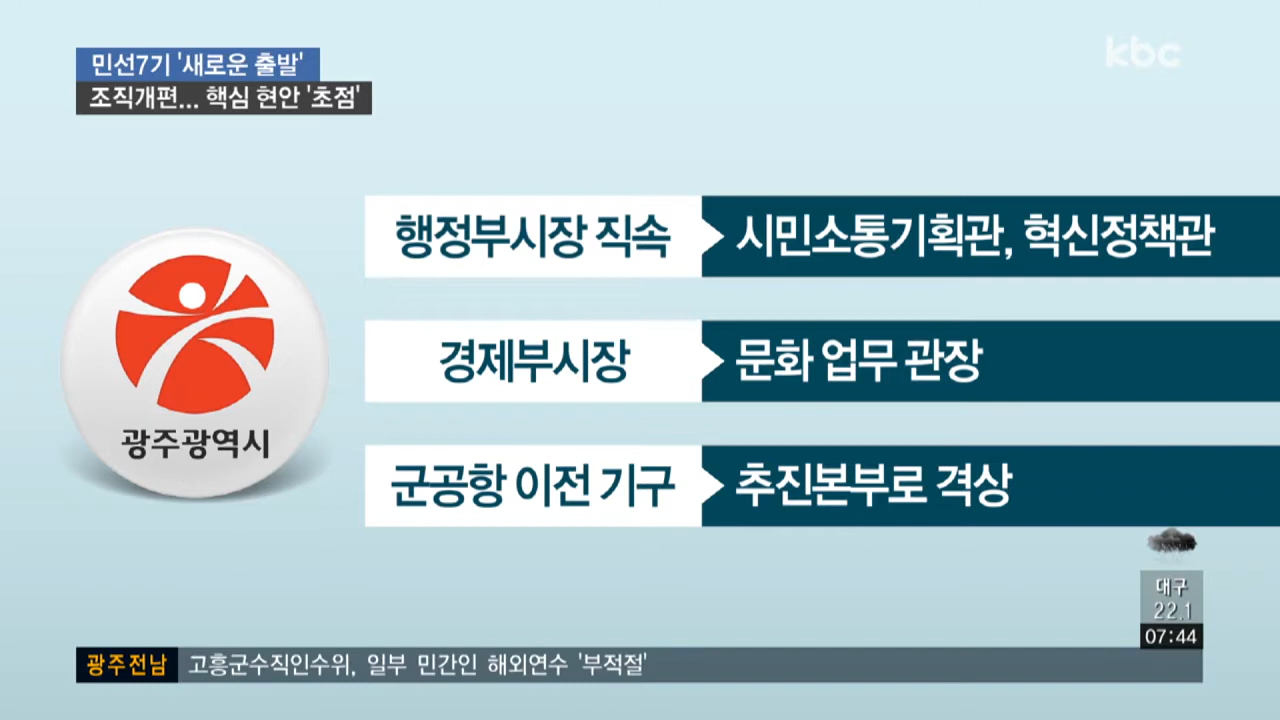 kbc
민선7기 '새로운 출발'
조직개편... 핵심 현안 '초점'
행정부시장 직속 시민소통기획관, 혁신정책관
경제부시장 문화 업무 관장
군공항 이전 기구 추진본부로 격상
광주광역시
대구
22.1
07:44
광주전남 고흥군수직인수위, 일부 민간인 해외연수 '부적절'